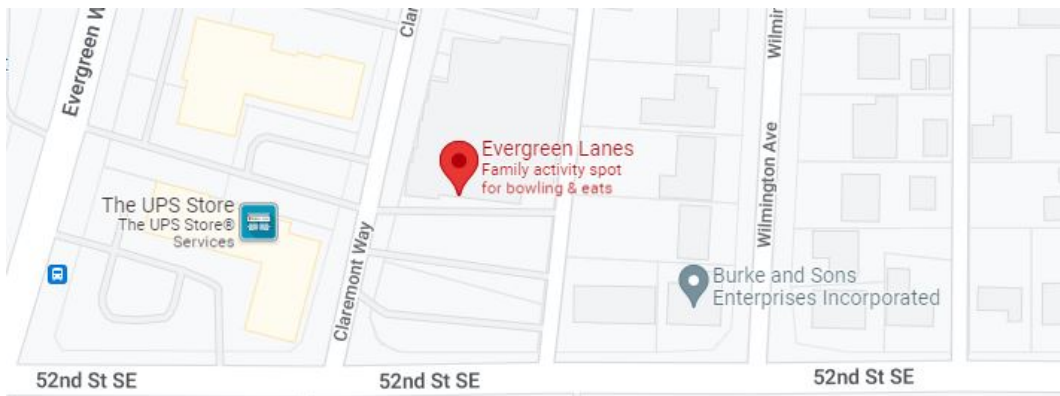 Evergreen W
Clar
Wilmin
Evergreen Lanes
Family activity spot
for bowling & eats
Wilmington Ave
The UPS Store
The UPS Store®
Services
Claremont Way
Burke and Sons
Enterprises Incorporated
52nd St SE
52nd St SE
52nd St SE